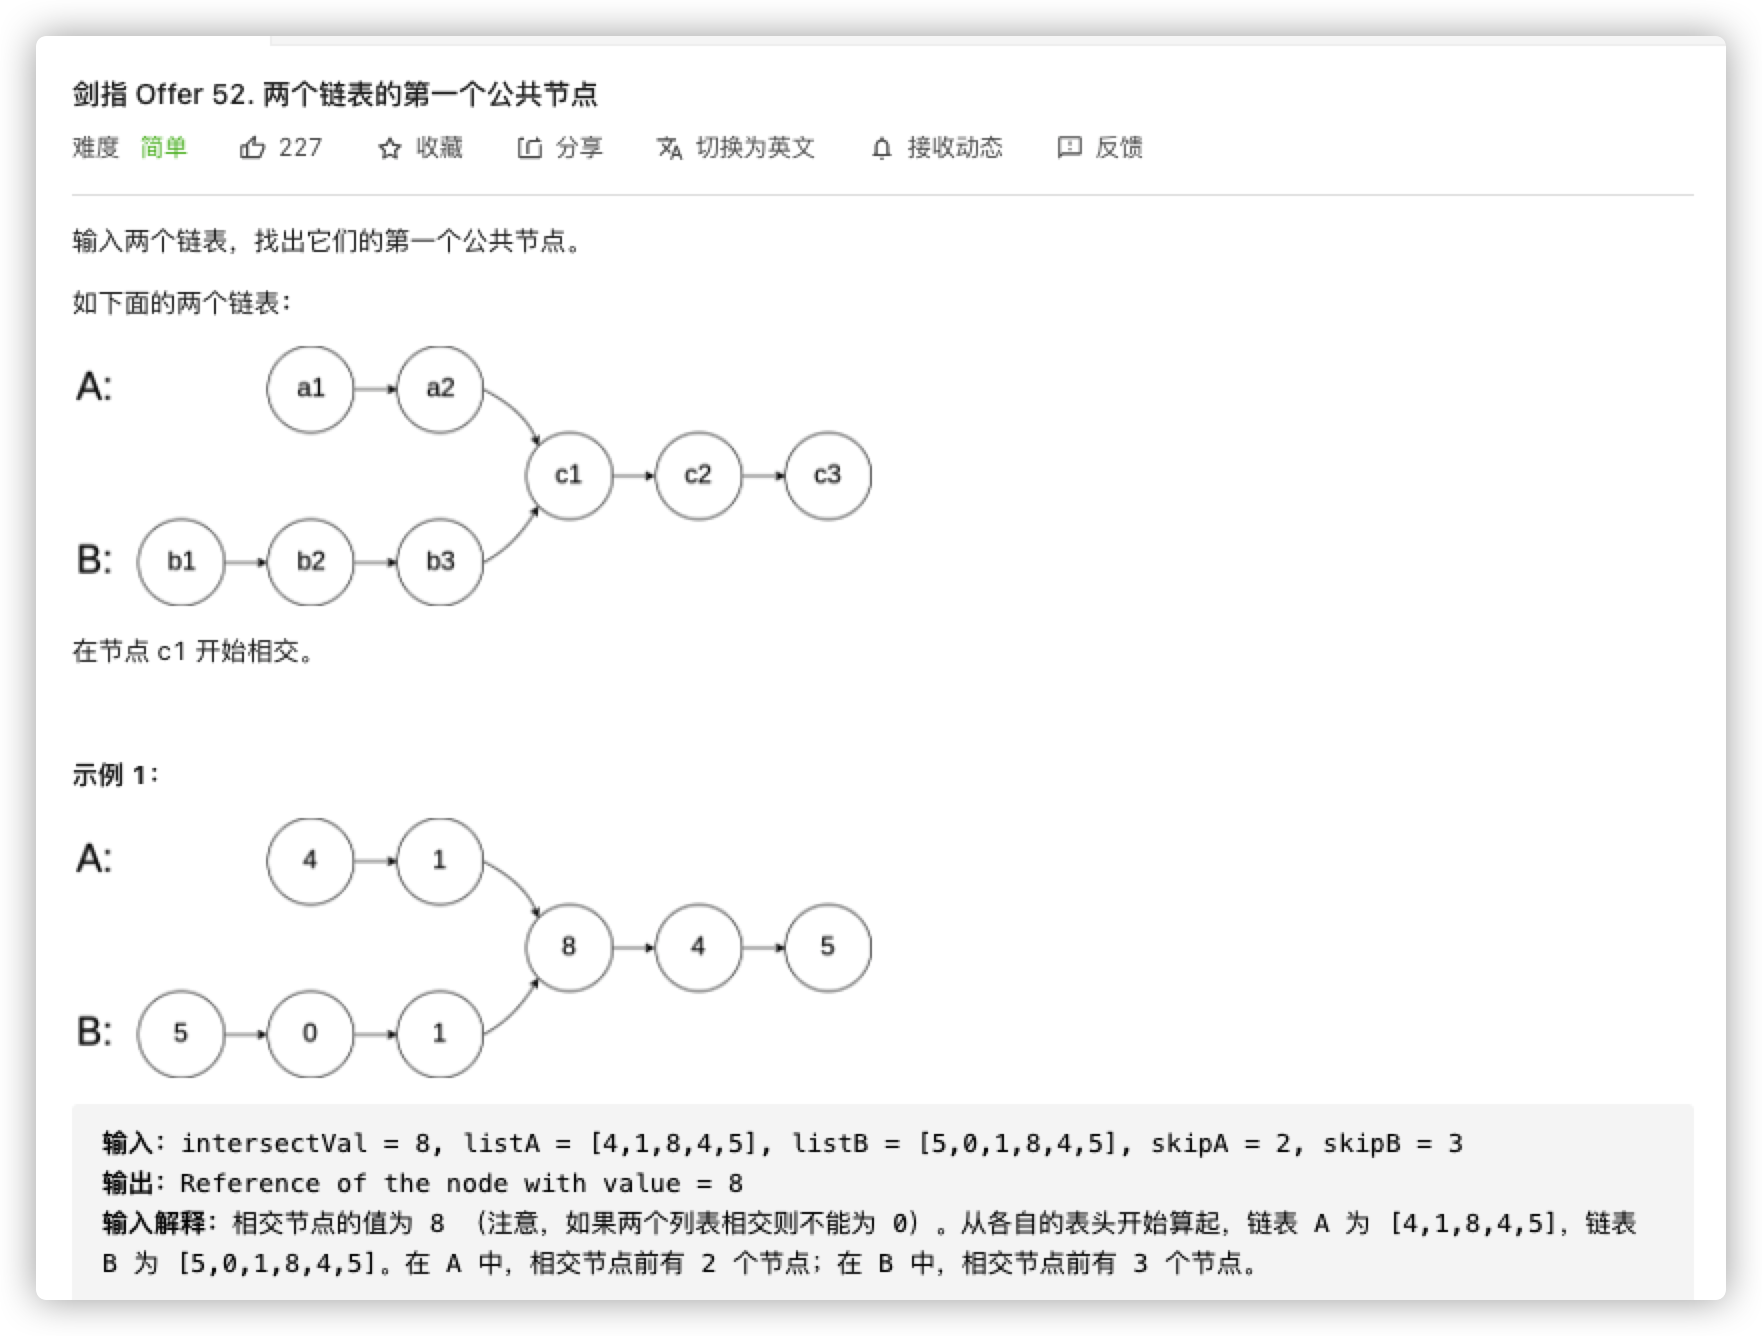 剑指 Offer 52. 两个链表的第一个公共节点
难度 简单 227 收藏 分享 切换为英文 接收动态 反馈
输入两个链表，找出它们的第一个公共节点。
如下面的两个链表：
A: a1 a2
c1 c2 c3
B: b1 b2 b3
在节点 c1 开始相交。
示例 1：
A: 4 1
8 4 5
B: 5 0 1
输入：intersectVal = 8, listA = [4,1,8,4,5], listB = [5,0,1,8,4,5], skipA = 2, skipB = 3
输出：Reference of the node with value = 8
输入解释：相交节点的值为 8 （注意，如果两个列表相交则不能为 0）。从各自的表头开始算起，链表 A 为 [4,1,8,4,5]，链表
B 为 [5,0,1,8,4,5]。在 A 中，相交节点前有 2 个节点；在 B 中，相交节点前有 3 个节点。